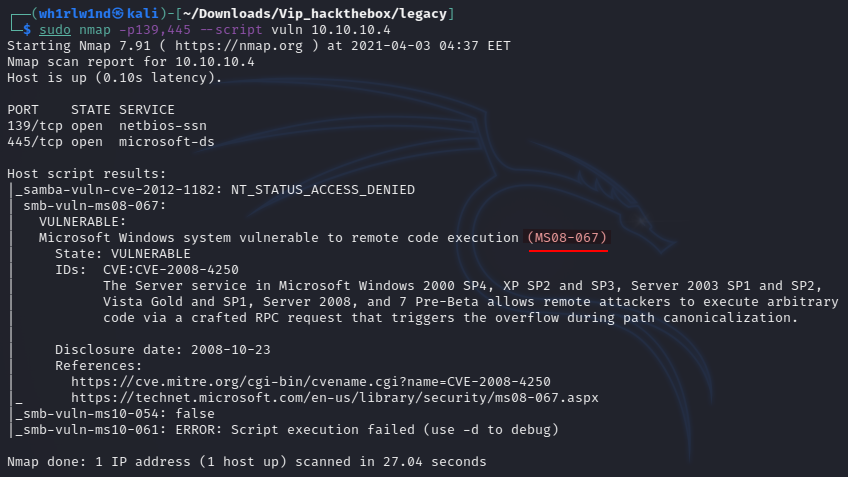 ┌──(wh1rlw1nd㉿kali)-[~/Downloads/Vip_hackthebox/legacy]
└─$ sudo nmap -p139,445 --script vuln 10.10.10.4
Starting Nmap 7.91 ( https://nmap.org ) at 2021-04-03 04:37 EET
Nmap scan report for 10.10.10.4
Host is up (0.10s latency).

PORT    STATE SERVICE
139/tcp open  netbios-ssn
445/tcp open  microsoft-ds

Host script results:
|_samba-vuln-cve-2012-1182: NT_STATUS_ACCESS_DENIED
| smb-vuln-ms08-067:
|   VULNERABLE:
|   Microsoft Windows system vulnerable to remote code execution (MS08-067)
|     State: VULNERABLE
|     IDs:  CVE:CVE-2008-4250
|           The Server service in Microsoft Windows 2000 SP4, XP SP2 and SP3, Server 2003 SP1 and SP2,
|           Vista Gold and SP1, Server 2008, and 7 Pre-Beta allows remote attackers to execute arbitrary
|           code via a crafted RPC request that triggers the overflow during path canonicalization.
|
|     Disclosure date: 2008-10-23
|     References:
|       https://cve.mitre.org/cgi-bin/cvename.cgi?name=CVE-2008-4250
|_      https://technet.microsoft.com/en-us/library/security/ms08-067.aspx
|_smb-vuln-ms10-054: false
|_smb-vuln-ms10-061: ERROR: Script execution failed (use -d to debug)

Nmap done: 1 IP address (1 host up) scanned in 27.04 seconds